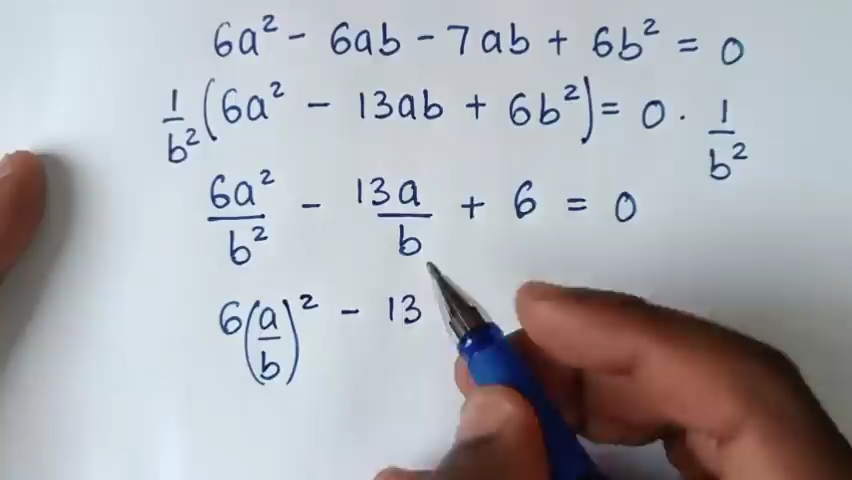 6a² - 6ab - 7ab + 6b² = 0
1/b² (6a² - 13ab + 6b²) = 0 · 1/b²
6a²/b² - 13a/b + 6 = 0
6(a/b)² - 13